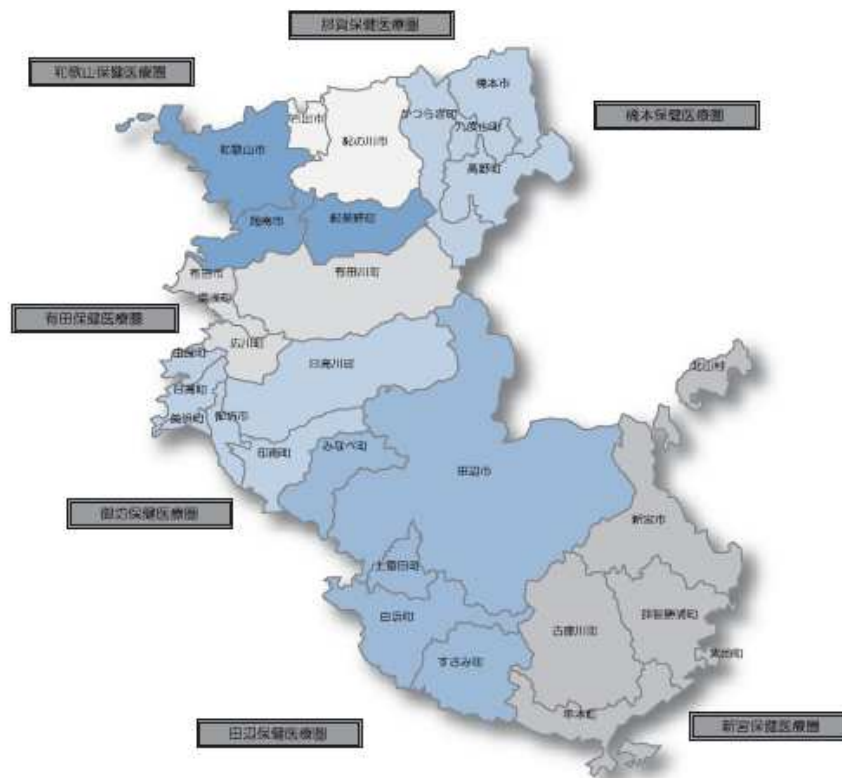 那賀保健医療圏
和歌山保健医療圏
橋本保健医療圏
橋本市
かつらぎ町
九度山町
岩出市
紀の川市
和歌山市
高野町
海南市
紀美野町
有田市
有田川町
湯浅町
有田保健医療圏
広川町
由良町
日高川町
北山村
日高町
美浜町
御坊市
印南町
みなべ町
田辺市
御坊保健医療圏
新宮市
上富田町
白浜町
那智勝浦町
古座川町
太地町
すさみ町
串本町
田辺保健医療圏
新宮保健医療圏